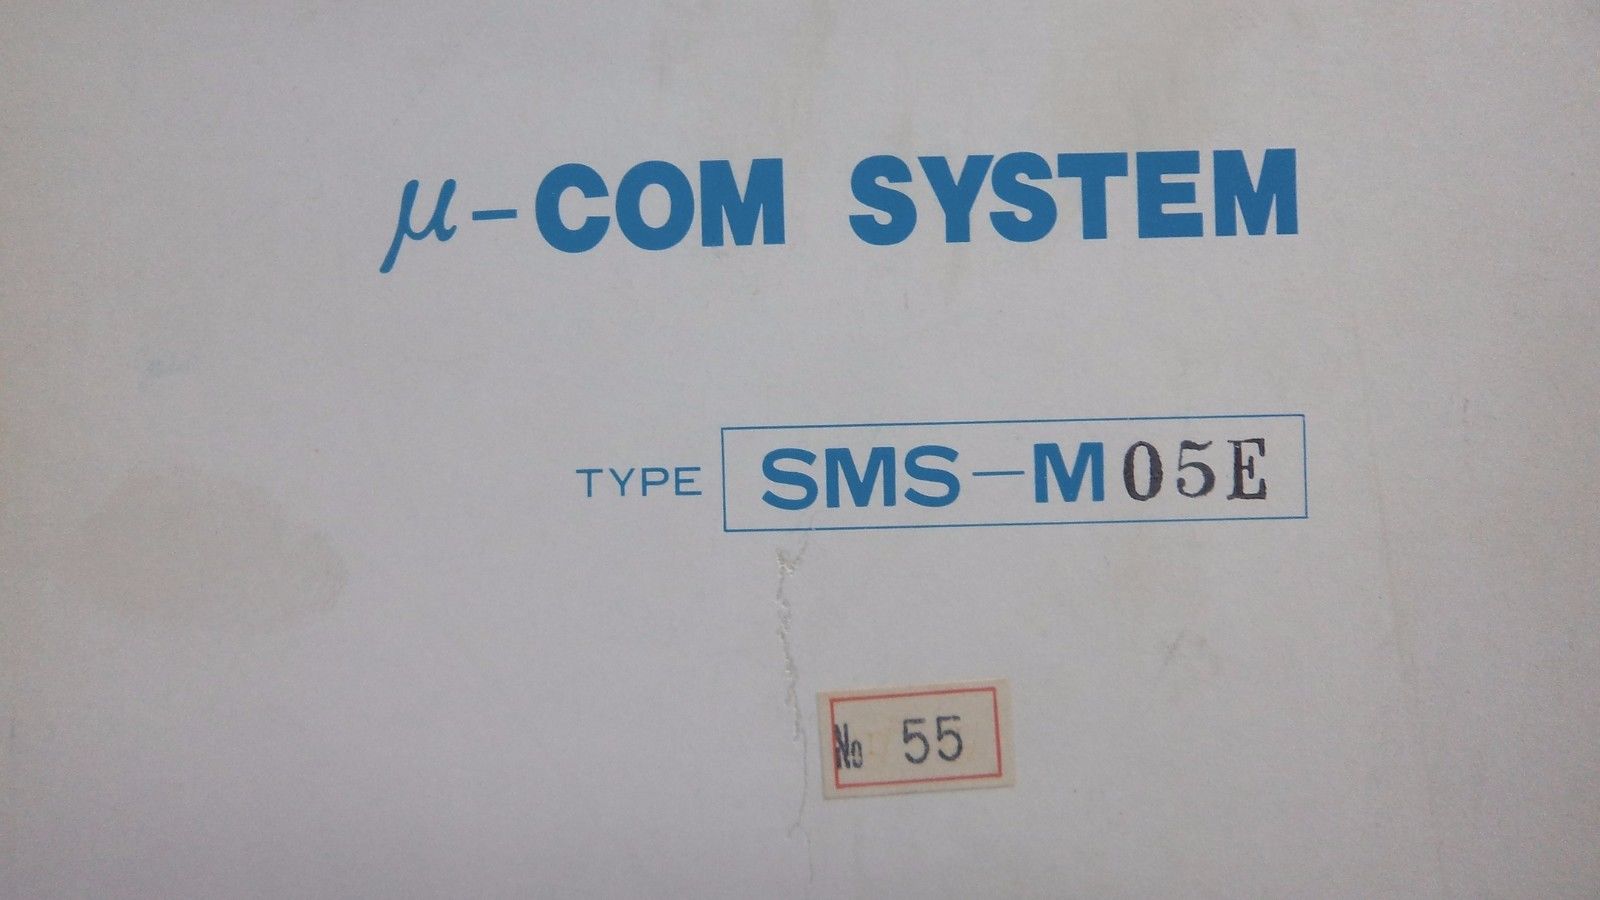 μ-COM SYSTEM
TYPE SMS-M05E
No 55